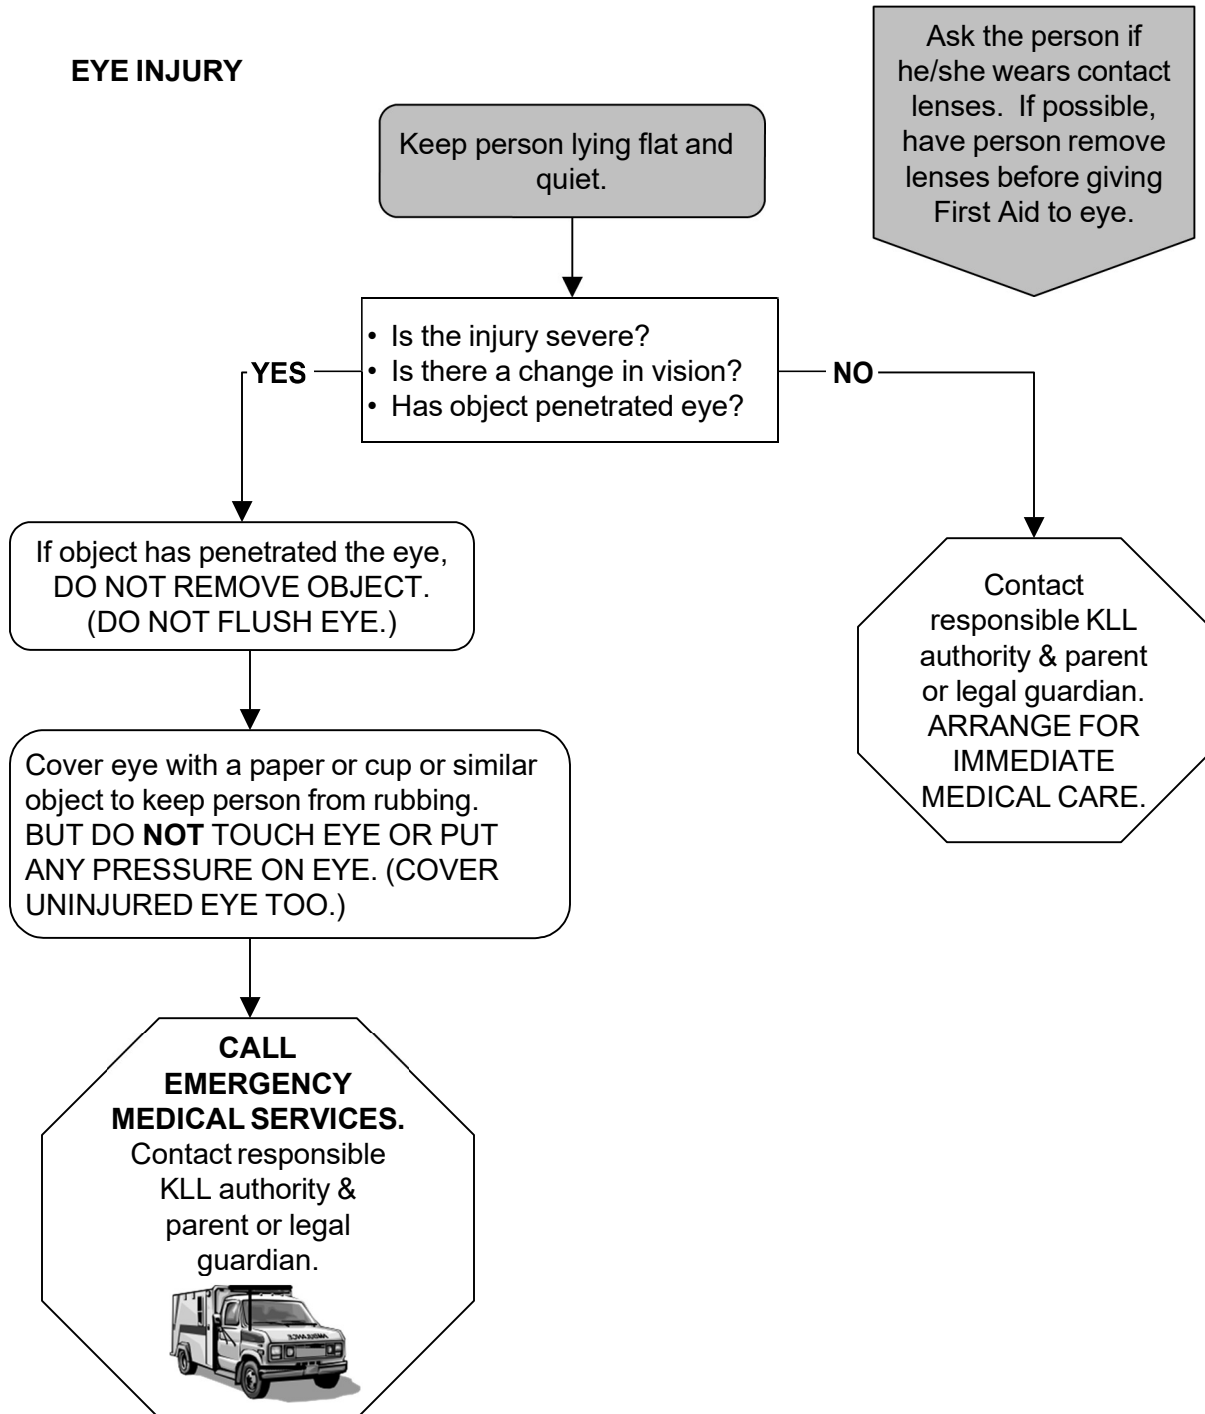 EYE INJURY
Ask the person if
he/she wears contact
lenses. If possible,
have person remove
lenses before giving
First Aid to eye.
Keep person lying flat and
quiet.
• Is the injury severe?
• Is there a change in vision?
• Has object penetrated eye?
YES
NO
If object has penetrated the eye,
DO NOT REMOVE OBJECT.
(DO NOT FLUSH EYE.)
Contact
responsible KLL
authority & parent
or legal guardian.
ARRANGE FOR
IMMEDIATE
MEDICAL CARE.
Cover eye with a paper or cup or similar
object to keep person from rubbing.
BUT DO NOT TOUCH EYE OR PUT
ANY PRESSURE ON EYE. (COVER
UNINJURED EYE TOO.)
CALL
EMERGENCY
MEDICAL SERVICES.
Contact responsible
KLL authority &
parent or legal
guardian.
AMBULANCE